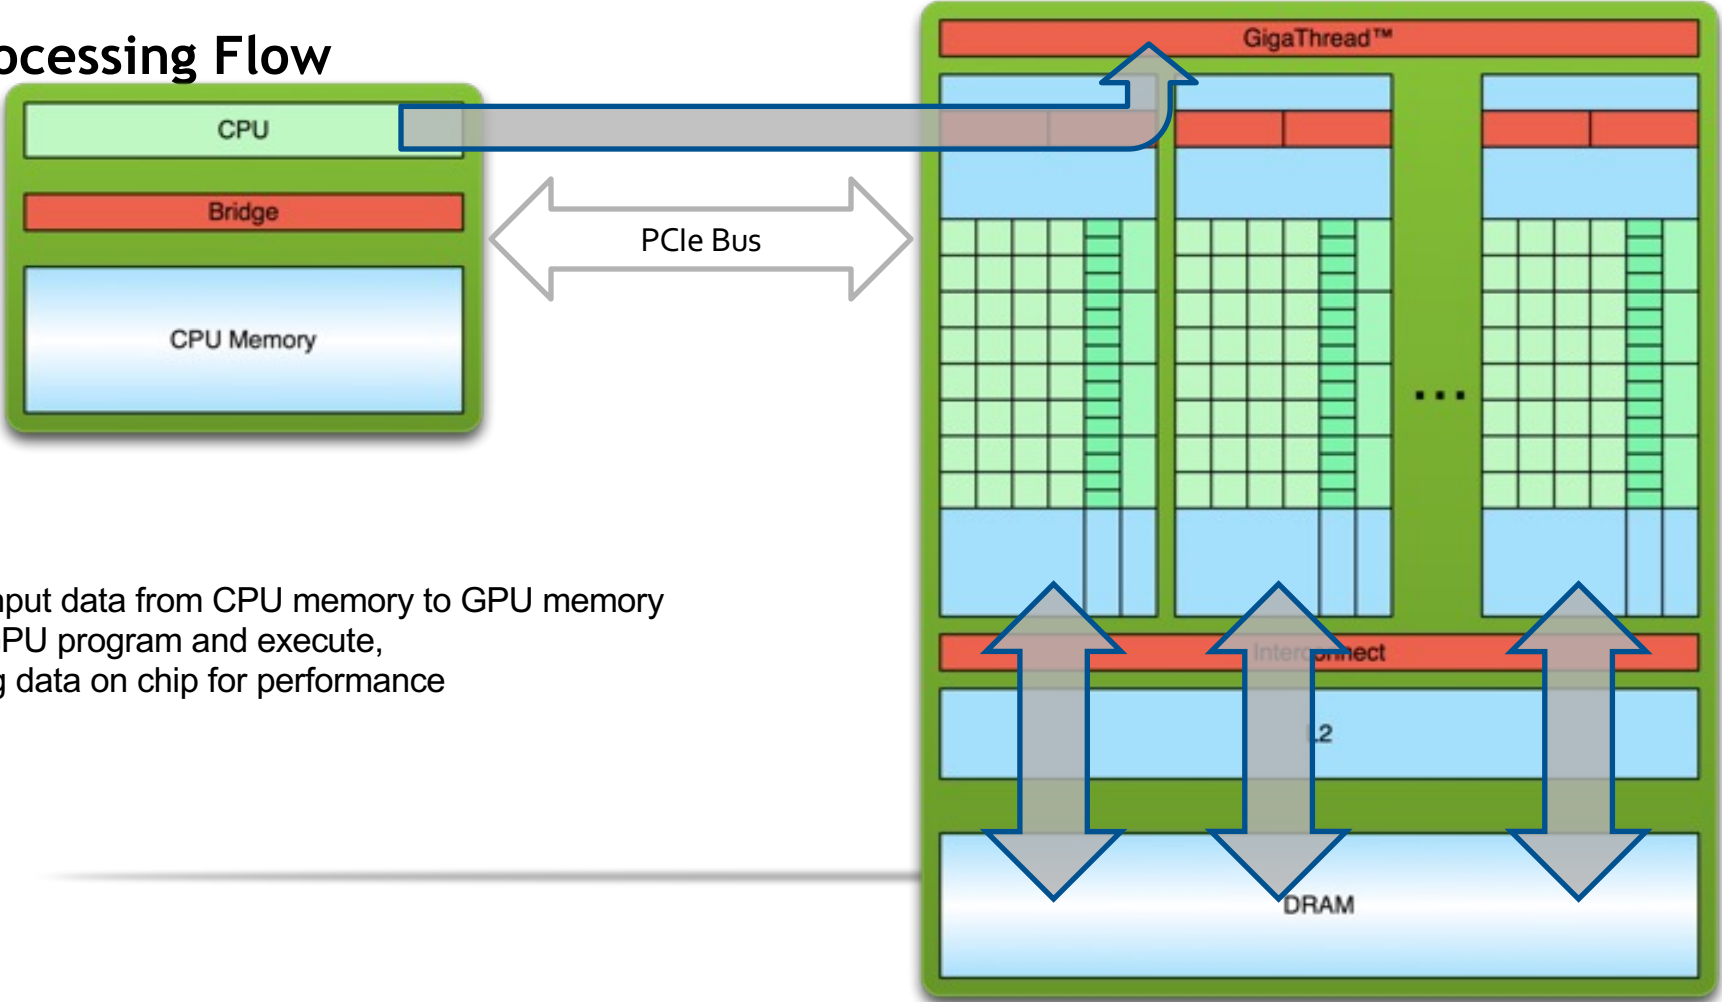 ocessing Flow
GigaThread™
CPU
Bridge
PCIe Bus
CPU Memory
...
nput data from CPU memory to GPU memory
PU program and execute,
g data on chip for performance
Interconnect
L2
DRAM